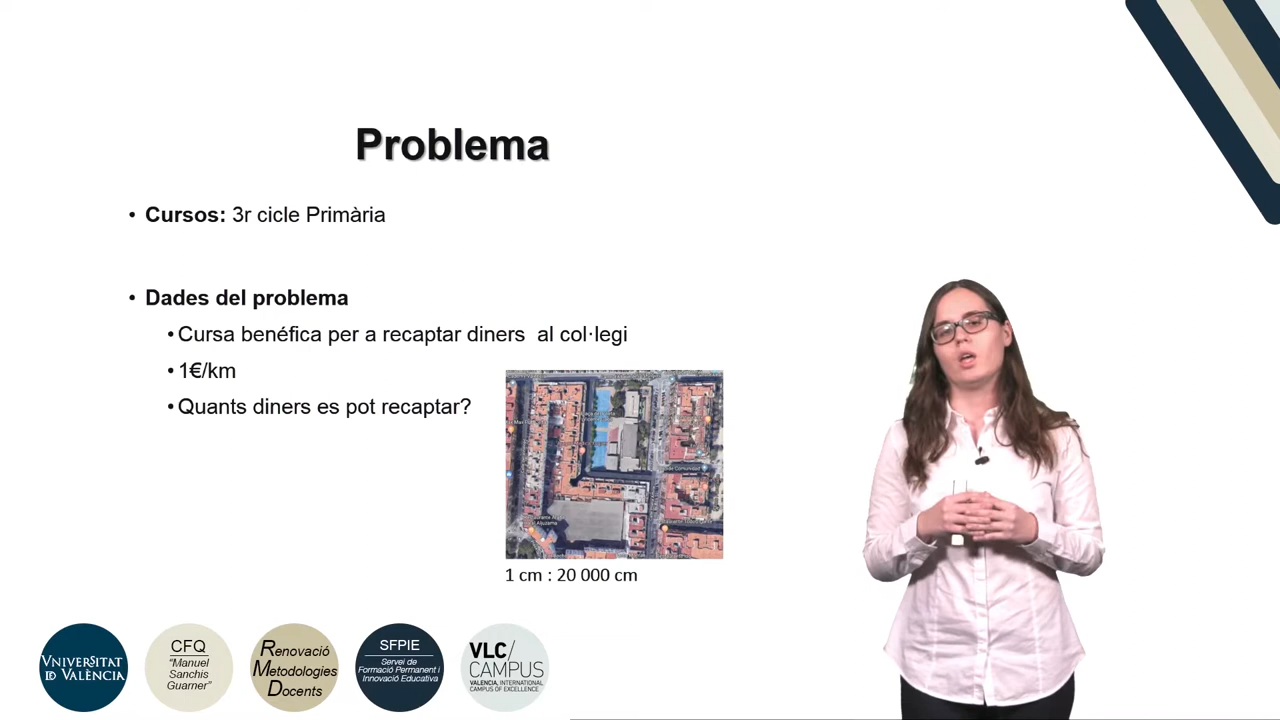 Problema
• Cursos: 3r cicle Primària
• Dades del problema
• Cursa benéfica per a recaptar diners al col·legi
• 1€/km
• Quants diners es pot recaptar?
1 cm : 20 000 cm
VNIVERSITAT
ID VALÈNCIA
CFQ
"Manuel
Sanchis
Guarner"
Renovació
Metodologies
Docents
SFPIE
Servei de
Formació Permanent i
Innovació Educativa
VLC/
CAMPUS
VALENCIA, INTERNATIONAL
CAMPUS OF EXCELLENCE